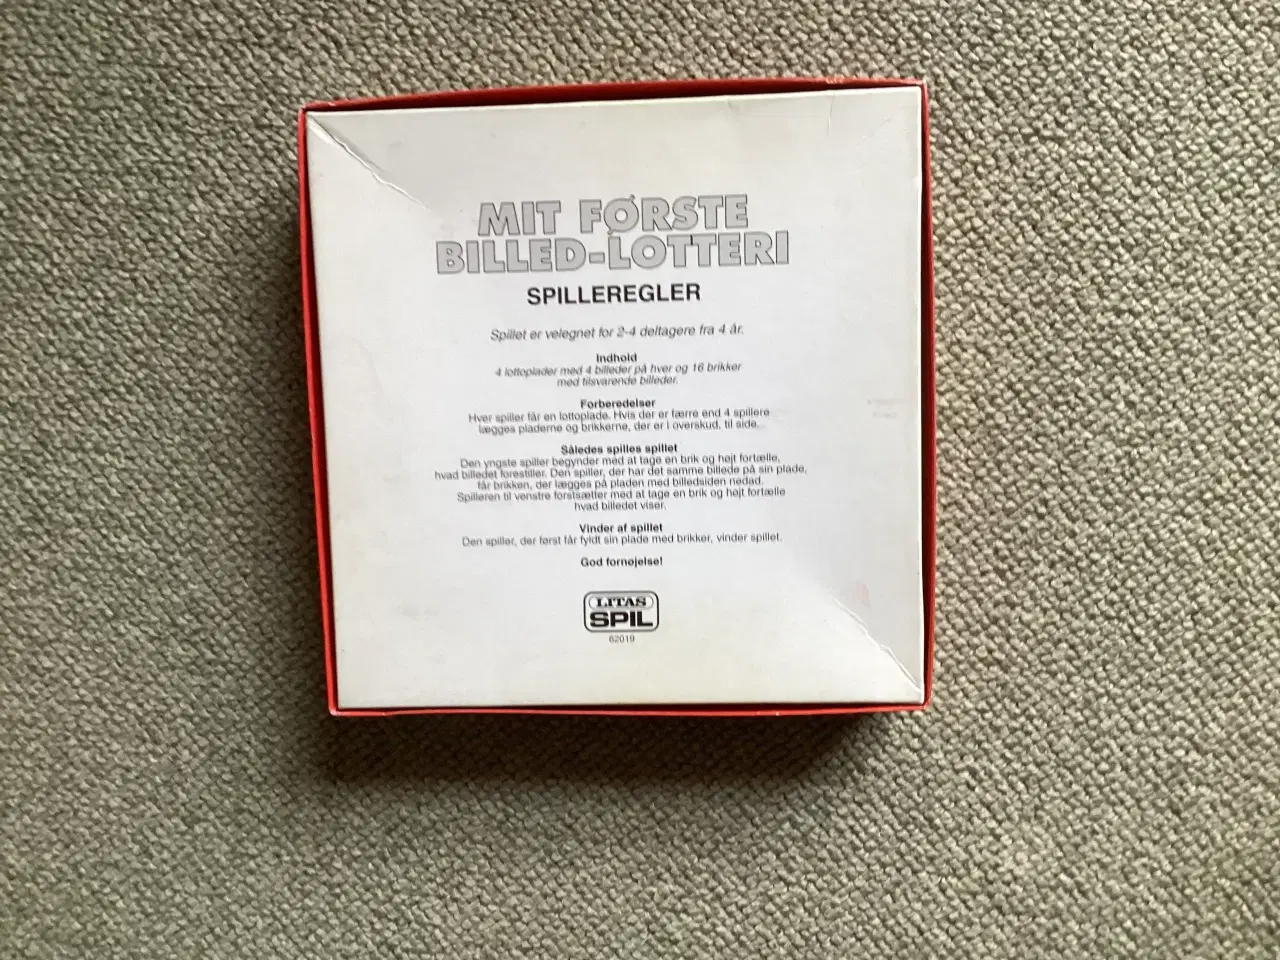 MIT FØRSTE
BILLED-LOTTERI
SPILLEREGLER
Spillet er velegnet for 2-4 deltagere fra 4 år.
Indhold
4 lottoplader med 4 billeder på hver og 16 brikker
med tilsvarende billeder.
Forberedelser
Hver spiller får en lottoplade. Hvis der er færre end 4 spillere
lægges pladerne og brikkerne, der er i overskud, til side.
Således spilles spillet
Den yngste spiller begynder med at tage en brik og højt fortælle,
hvad billedet forestiller. Den spiller, der har det samme billede på sin plade,
får brikken, der lægges på pladen med billedsiden nedad.
Spilleren til venstre forstsætter med at tage en brik og højt fortælle
hvad billedet viser.
Vinder af spillet
Den spiller, der først får fyldt sin plade med brikker, vinder spillet.
God fornøjelse!
LITAS
SPIL
62019